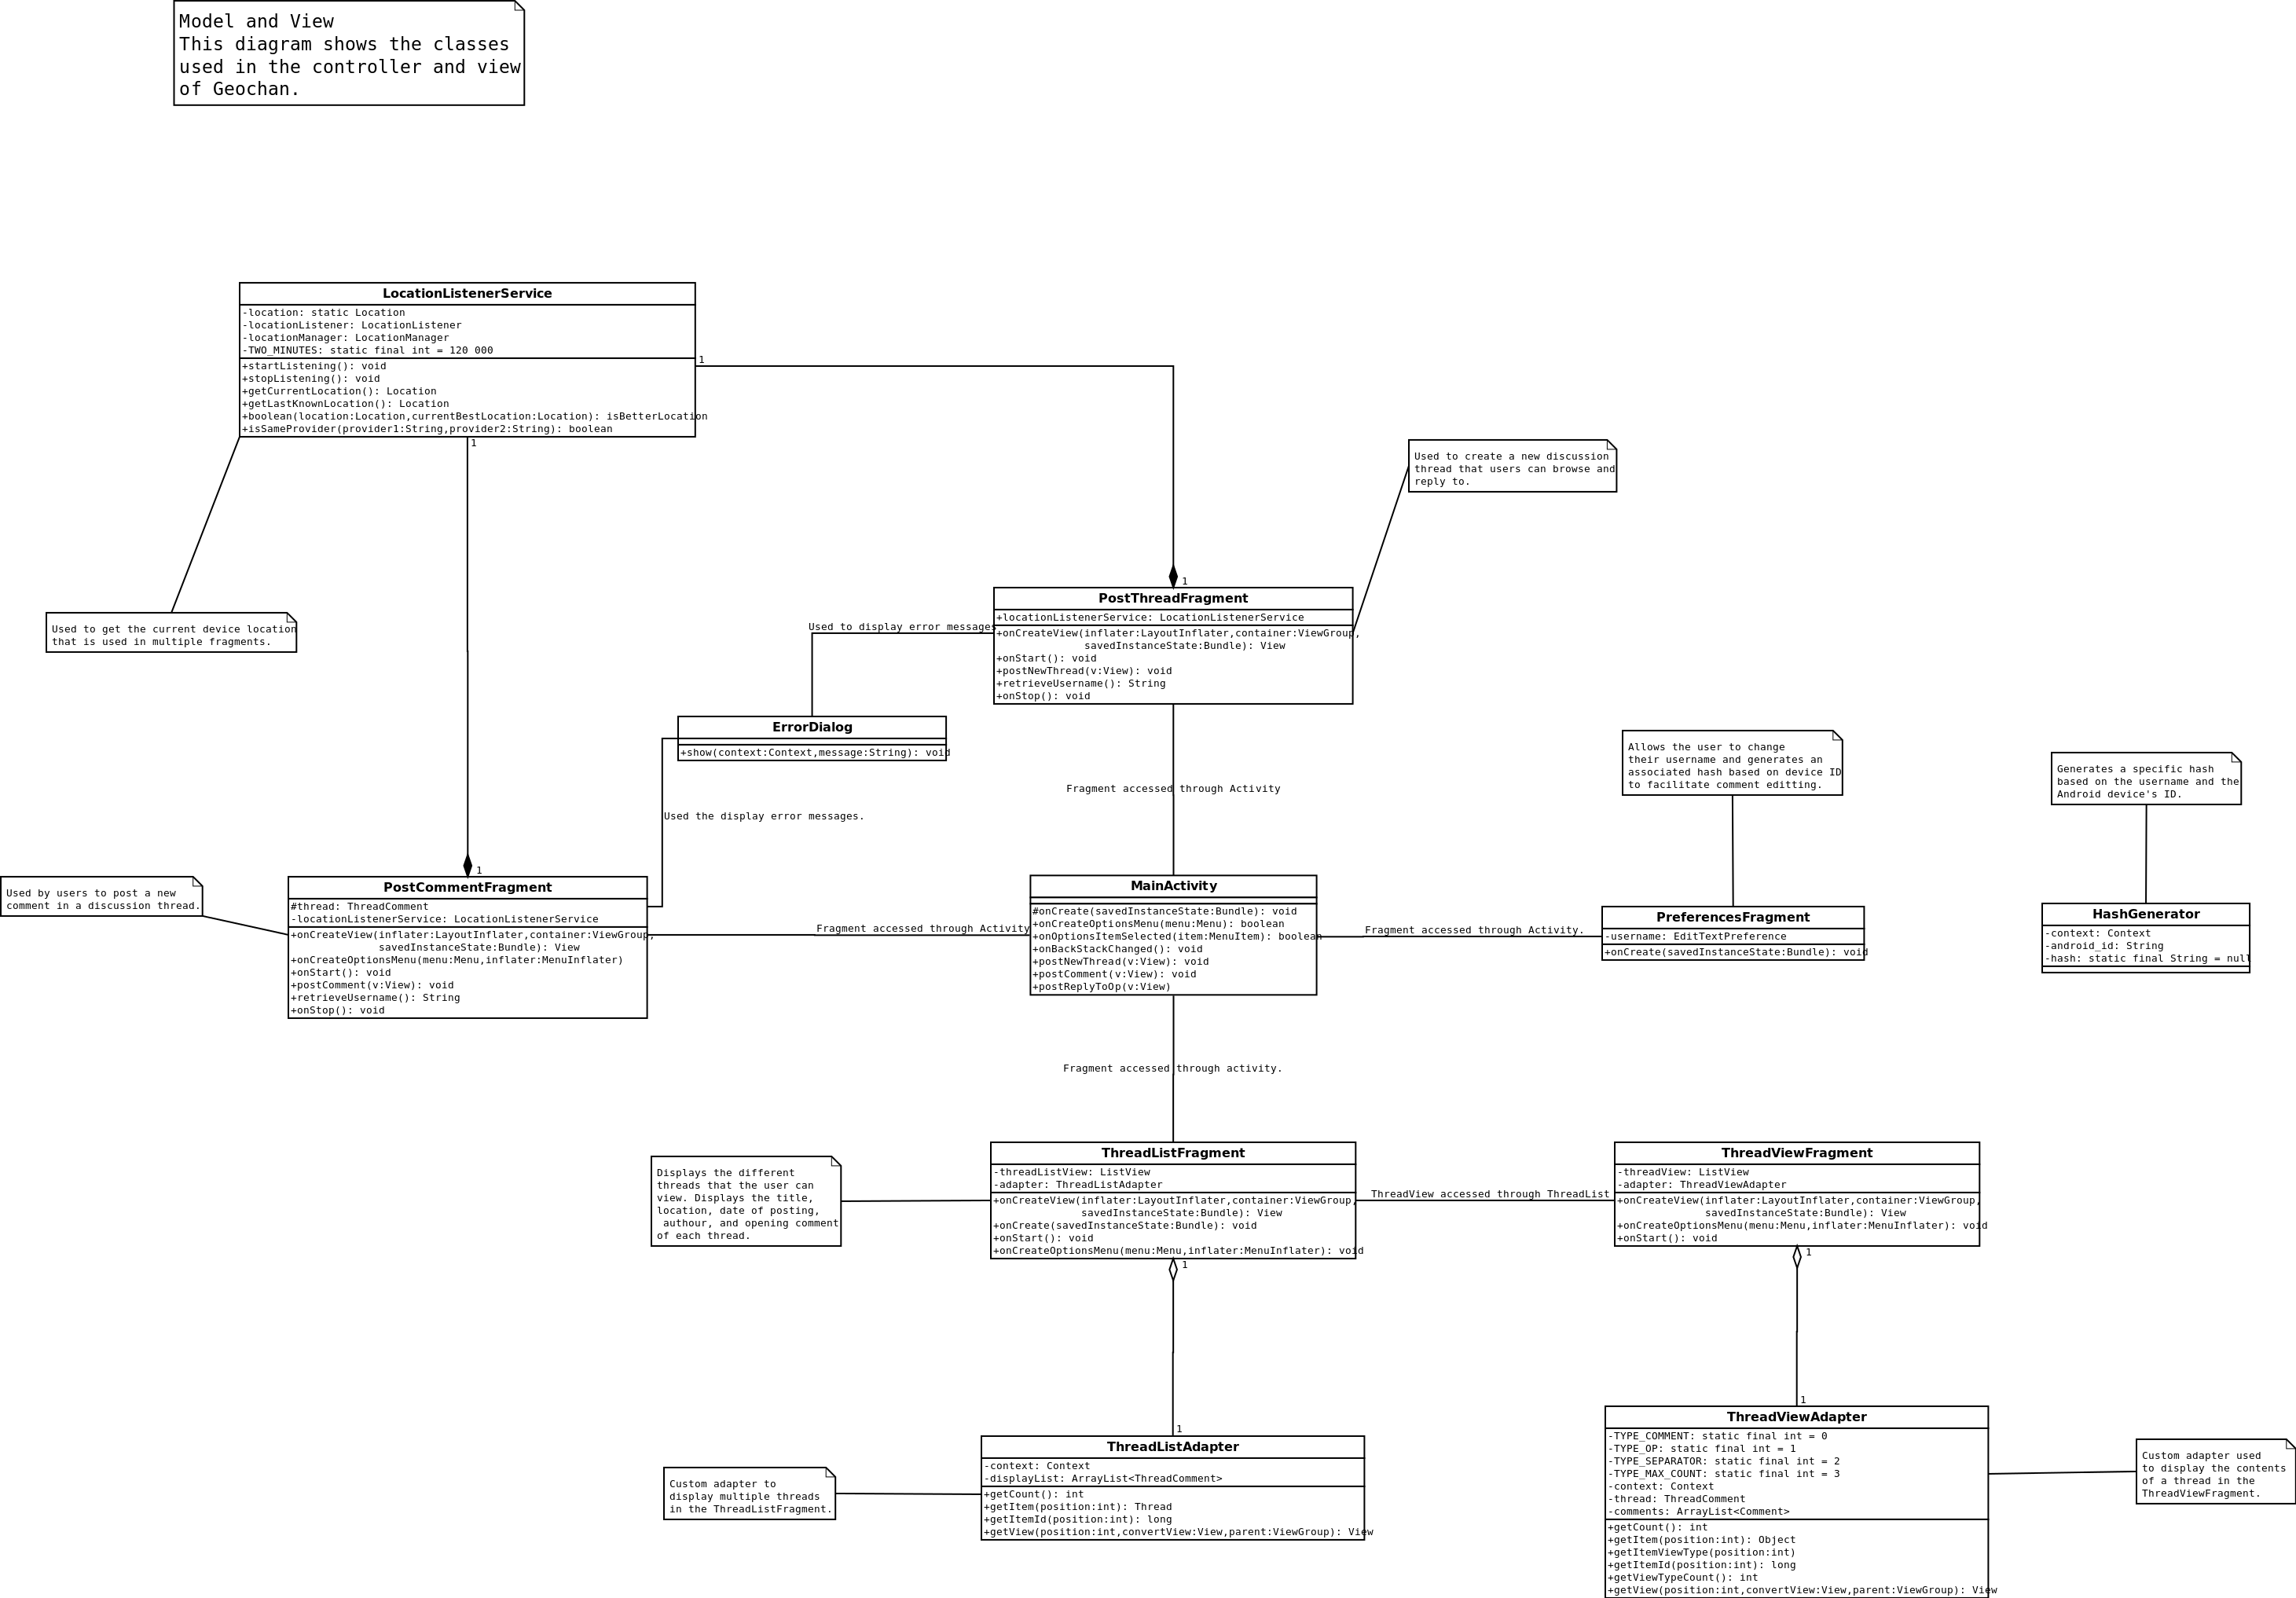 Model and View
This diagram shows the classes
used in the controller and view
of Geochan.
LocationListenerService
-location: static Location
-locationListener: LocationListener
-locationManager: LocationManager
-TWO_MINUTES: static final int = 120 000
+startListening(): void
+stopListening(): void
+getCurrentLocation(): Location
+getLastKnownLocation(): Location
+boolean(location:Location,currentBestLocation:Location): isBetterLocation
+isSameProvider(provider1:String,provider2:String): boolean
1
1
Used to create a new discussion
thread that users can browse and
reply to.
Used to get the current device location
that is used in multiple fragments.
1
PostThreadFragment
+locationListenerService: LocationListenerService
+onCreateView(inflater:LayoutInflater,container:ViewGroup,
savedInstanceState:Bundle): View
+onStart(): void
+postNewThread(v:View): void
+retrieveUsername(): String
+onStop(): void
Used to display error messages
ErrorDialog
+show(context:Context,message:String): void
Used the display error messages.
Fragment accessed through Activity
Allows the user to change
their username and generates an
associated hash based on device ID
to facilitate comment editting.
Generates a specific hash
based on the username and the
Android device's ID.
Used by users to post a new
comment in a discussion thread.
1
PostCommentFragment
#thread: ThreadComment
-locationListenerService: LocationListenerService
+onCreateView(inflater:LayoutInflater,container:ViewGroup,
savedInstanceState:Bundle): View
+onCreateOptionsMenu(menu:Menu,inflater:MenuInflater)
+onStart(): void
+postComment(v:View): void
+retrieveUsername(): String
+onStop(): void
Fragment accessed through Activity
MainActivity
#onCreate(savedInstanceState:Bundle): void
+onCreateOptionsMenu(menu:Menu): boolean
+onOptionsItemSelected(item:MenuItem): boolean
+onBackStackChanged(): void
+postNewThread(v:View): void
+postComment(v:View): void
+postReplyToOp(v:View)
Fragment accessed through Activity.
PreferencesFragment
-username: EditTextPreference
+onCreate(savedInstanceState:Bundle): void
HashGenerator
-context: Context
-android_id: String
-hash: static final String = null
Fragment accessed through activity.
Displays the different
threads that the user can
view. Displays the title,
location, date of posting,
authour, and opening comment
of each thread.
ThreadListFragment
-threadListView: ListView
-adapter: ThreadListAdapter
+onCreateView(inflater:LayoutInflater,container:ViewGroup,
savedInstanceState:Bundle): View
+onCreate(savedInstanceState:Bundle): void
+onStart(): void
+onCreateOptionsMenu(menu:Menu,inflater:MenuInflater): void
1
ThreadView accessed through ThreadList
ThreadViewFragment
-threadView: ListView
-adapter: ThreadViewAdapter
+onCreateView(inflater:LayoutInflater,container:ViewGroup,
savedInstanceState:Bundle): View
+onCreateOptionsMenu(menu:Menu,inflater:MenuInflater): void
+onStart(): void
1
Custom adapter to
display multiple threads
in the ThreadListFragment.
1
ThreadListAdapter
-context: Context
-displayList: ArrayList<ThreadComment>
+getCount(): int
+getItem(position:int): Thread
+getItemId(position:int): long
+getView(position:int,convertView:View,parent:ViewGroup): View
1
ThreadViewAdapter
-TYPE_COMMENT: static final int = 0
-TYPE_OP: static final int = 1
-TYPE_SEPARATOR: static final int = 2
-TYPE_MAX_COUNT: static final int = 3
-context: Context
-thread: ThreadComment
-comments: ArrayList<Comment>
+getCount(): int
+getItem(position:int): Object
+getItemViewType(position:int)
+getItemId(position:int): long
+getViewTypeCount(): int
+getView(position:int,convertView:View,parent:ViewGroup): View
Custom adapter used
to display the contents
of a thread in the
ThreadViewFragment.